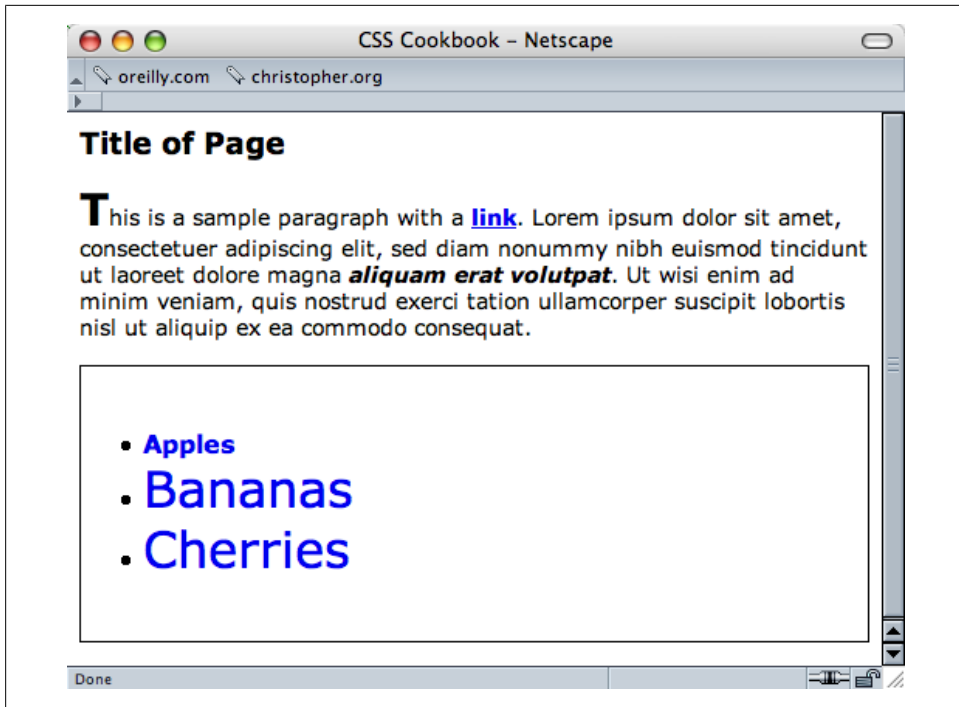 CSS Cookbook – Netscape
oreilly.com christopher.org
Title of Page
This is a sample paragraph with a link. Lorem ipsum dolor sit amet,
consectetuer adipiscing elit, sed diam nonummy nibh euismod tincidunt
ut laoreet dolore magna aliquam erat volutpat. Ut wisi enim ad
minim veniam, quis nostrud exerci tation ullamcorper suscipit lobortis
nisl ut aliquip ex ea commodo consequat.
• Apples
• Bananas
• Cherries
Done